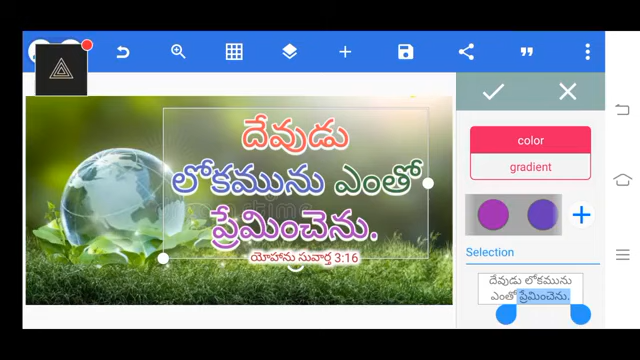 దేవుడు
లోకమును ఎంతో
ప్రేమించెను.
యోహాను సువార్త 3:16
color
gradient
Selection
దేవుడు లోకమును
ఎంతో ప్రేమించెను.